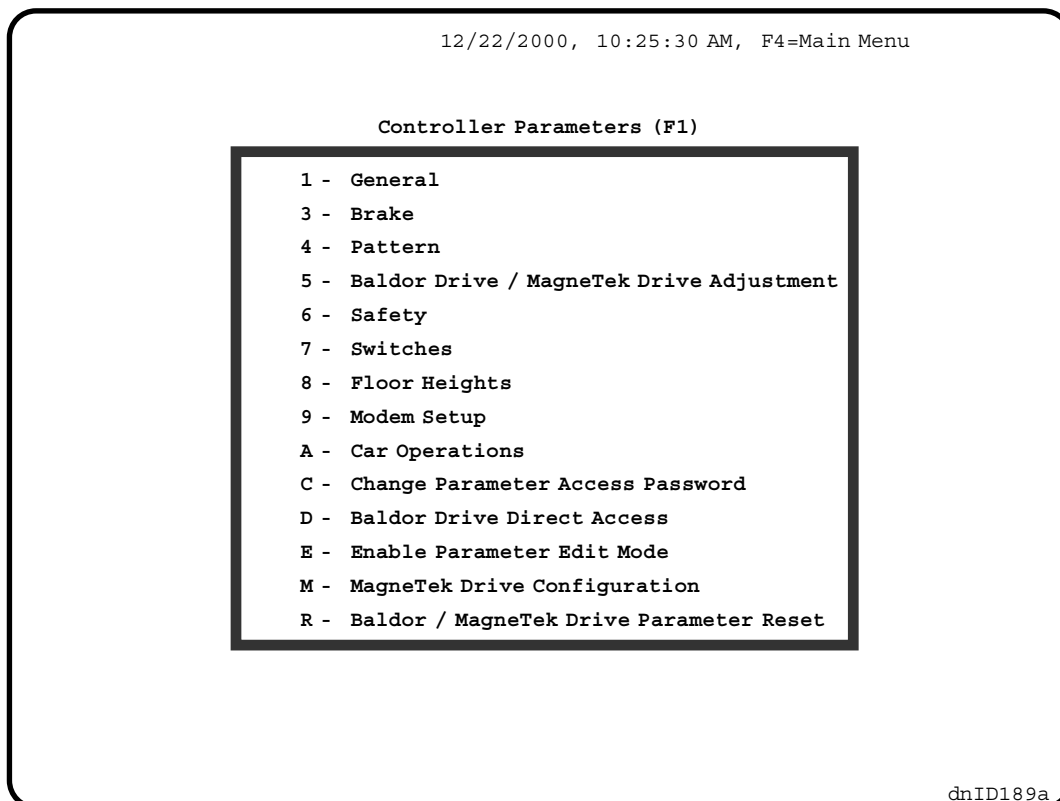 12/22/2000, 10:25:30 AM, F4=Main Menu
Controller Parameters (F1)
1 - General
3 - Brake
4 - Pattern
5 - Baldor Drive / MagneTek Drive Adjustment
6 - Safety
7 - Switches
8 - Floor Heights
9 - Modem Setup
A - Car Operations
C - Change Parameter Access Password
D - Baldor Drive Direct Access
E - Enable Parameter Edit Mode
M - MagneTek Drive Configuration
R - Baldor / MagneTek Drive Parameter Reset
dnID189a